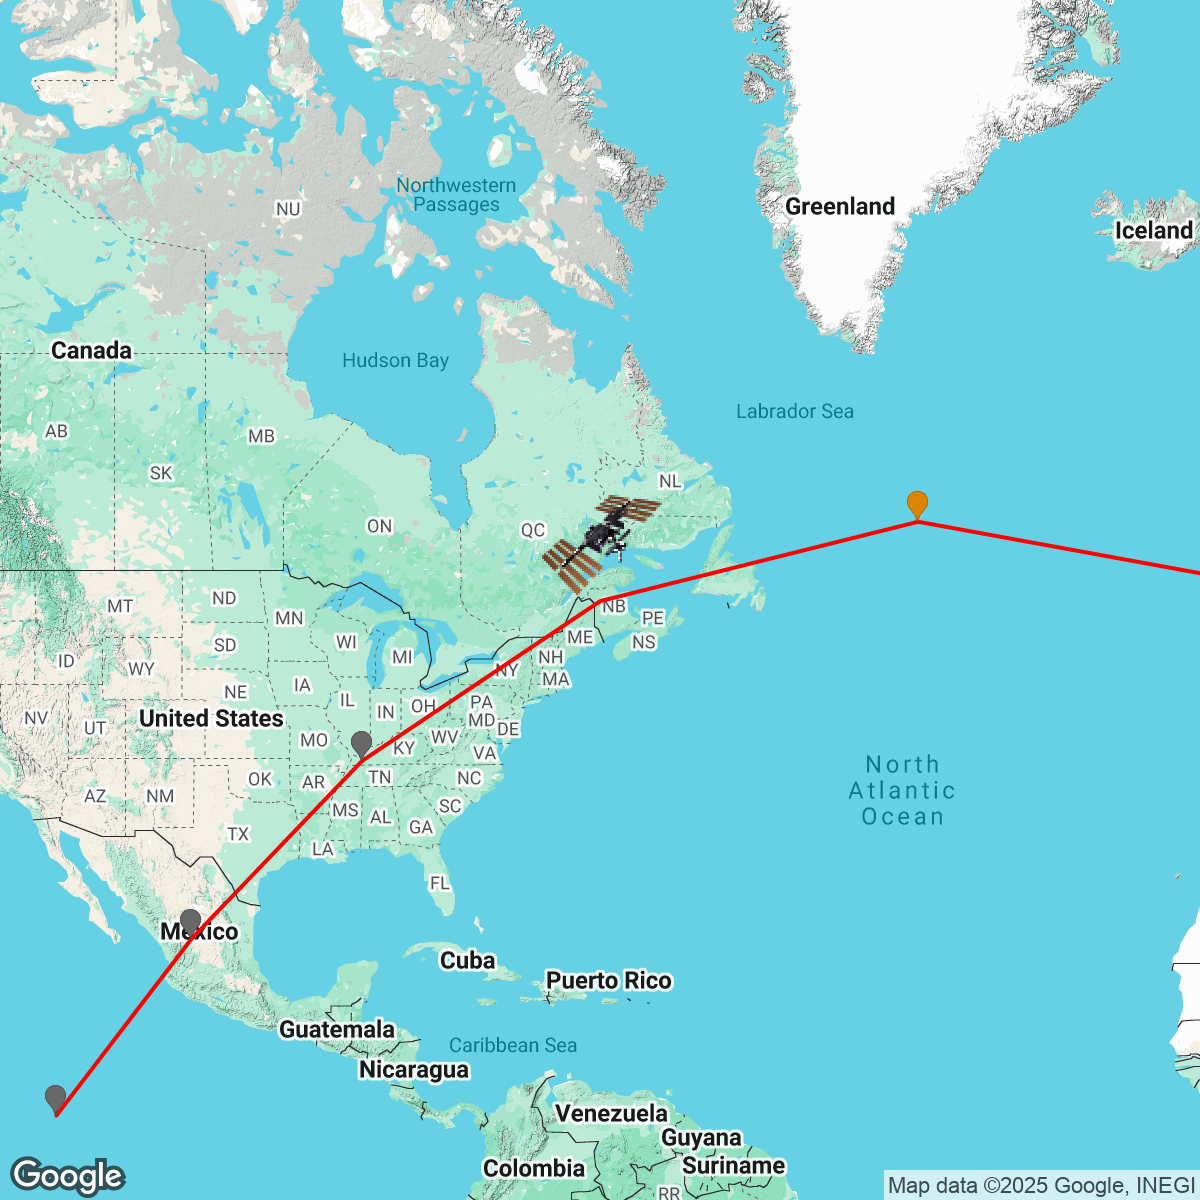 NU
Northwestern
Passages
Greenland
Iceland
Canada
Hudson Bay
Labrador Sea
AB
MB
SK
NL
ON
QC
MT
ND
MN
NB
PE
ID
WY
SD
WI
MI
ME
NS
NH
NY
MA
NV
UT
NE
IA
IL
IN
OH
PA
MD
DE
United States
MO
KY
WV
VA
North
Atlantic
Ocean
AZ
NM
OK
AR
TN
NC
TX
MS
AL
SC
GA
LA
FL
Mexico
Cuba
Puerto Rico
Guatemala
Caribbean Sea
Nicaragua
Venezuela
Guyana
Colombia
Suriname
RR
Google
Map data ©2025 Google, INEGI